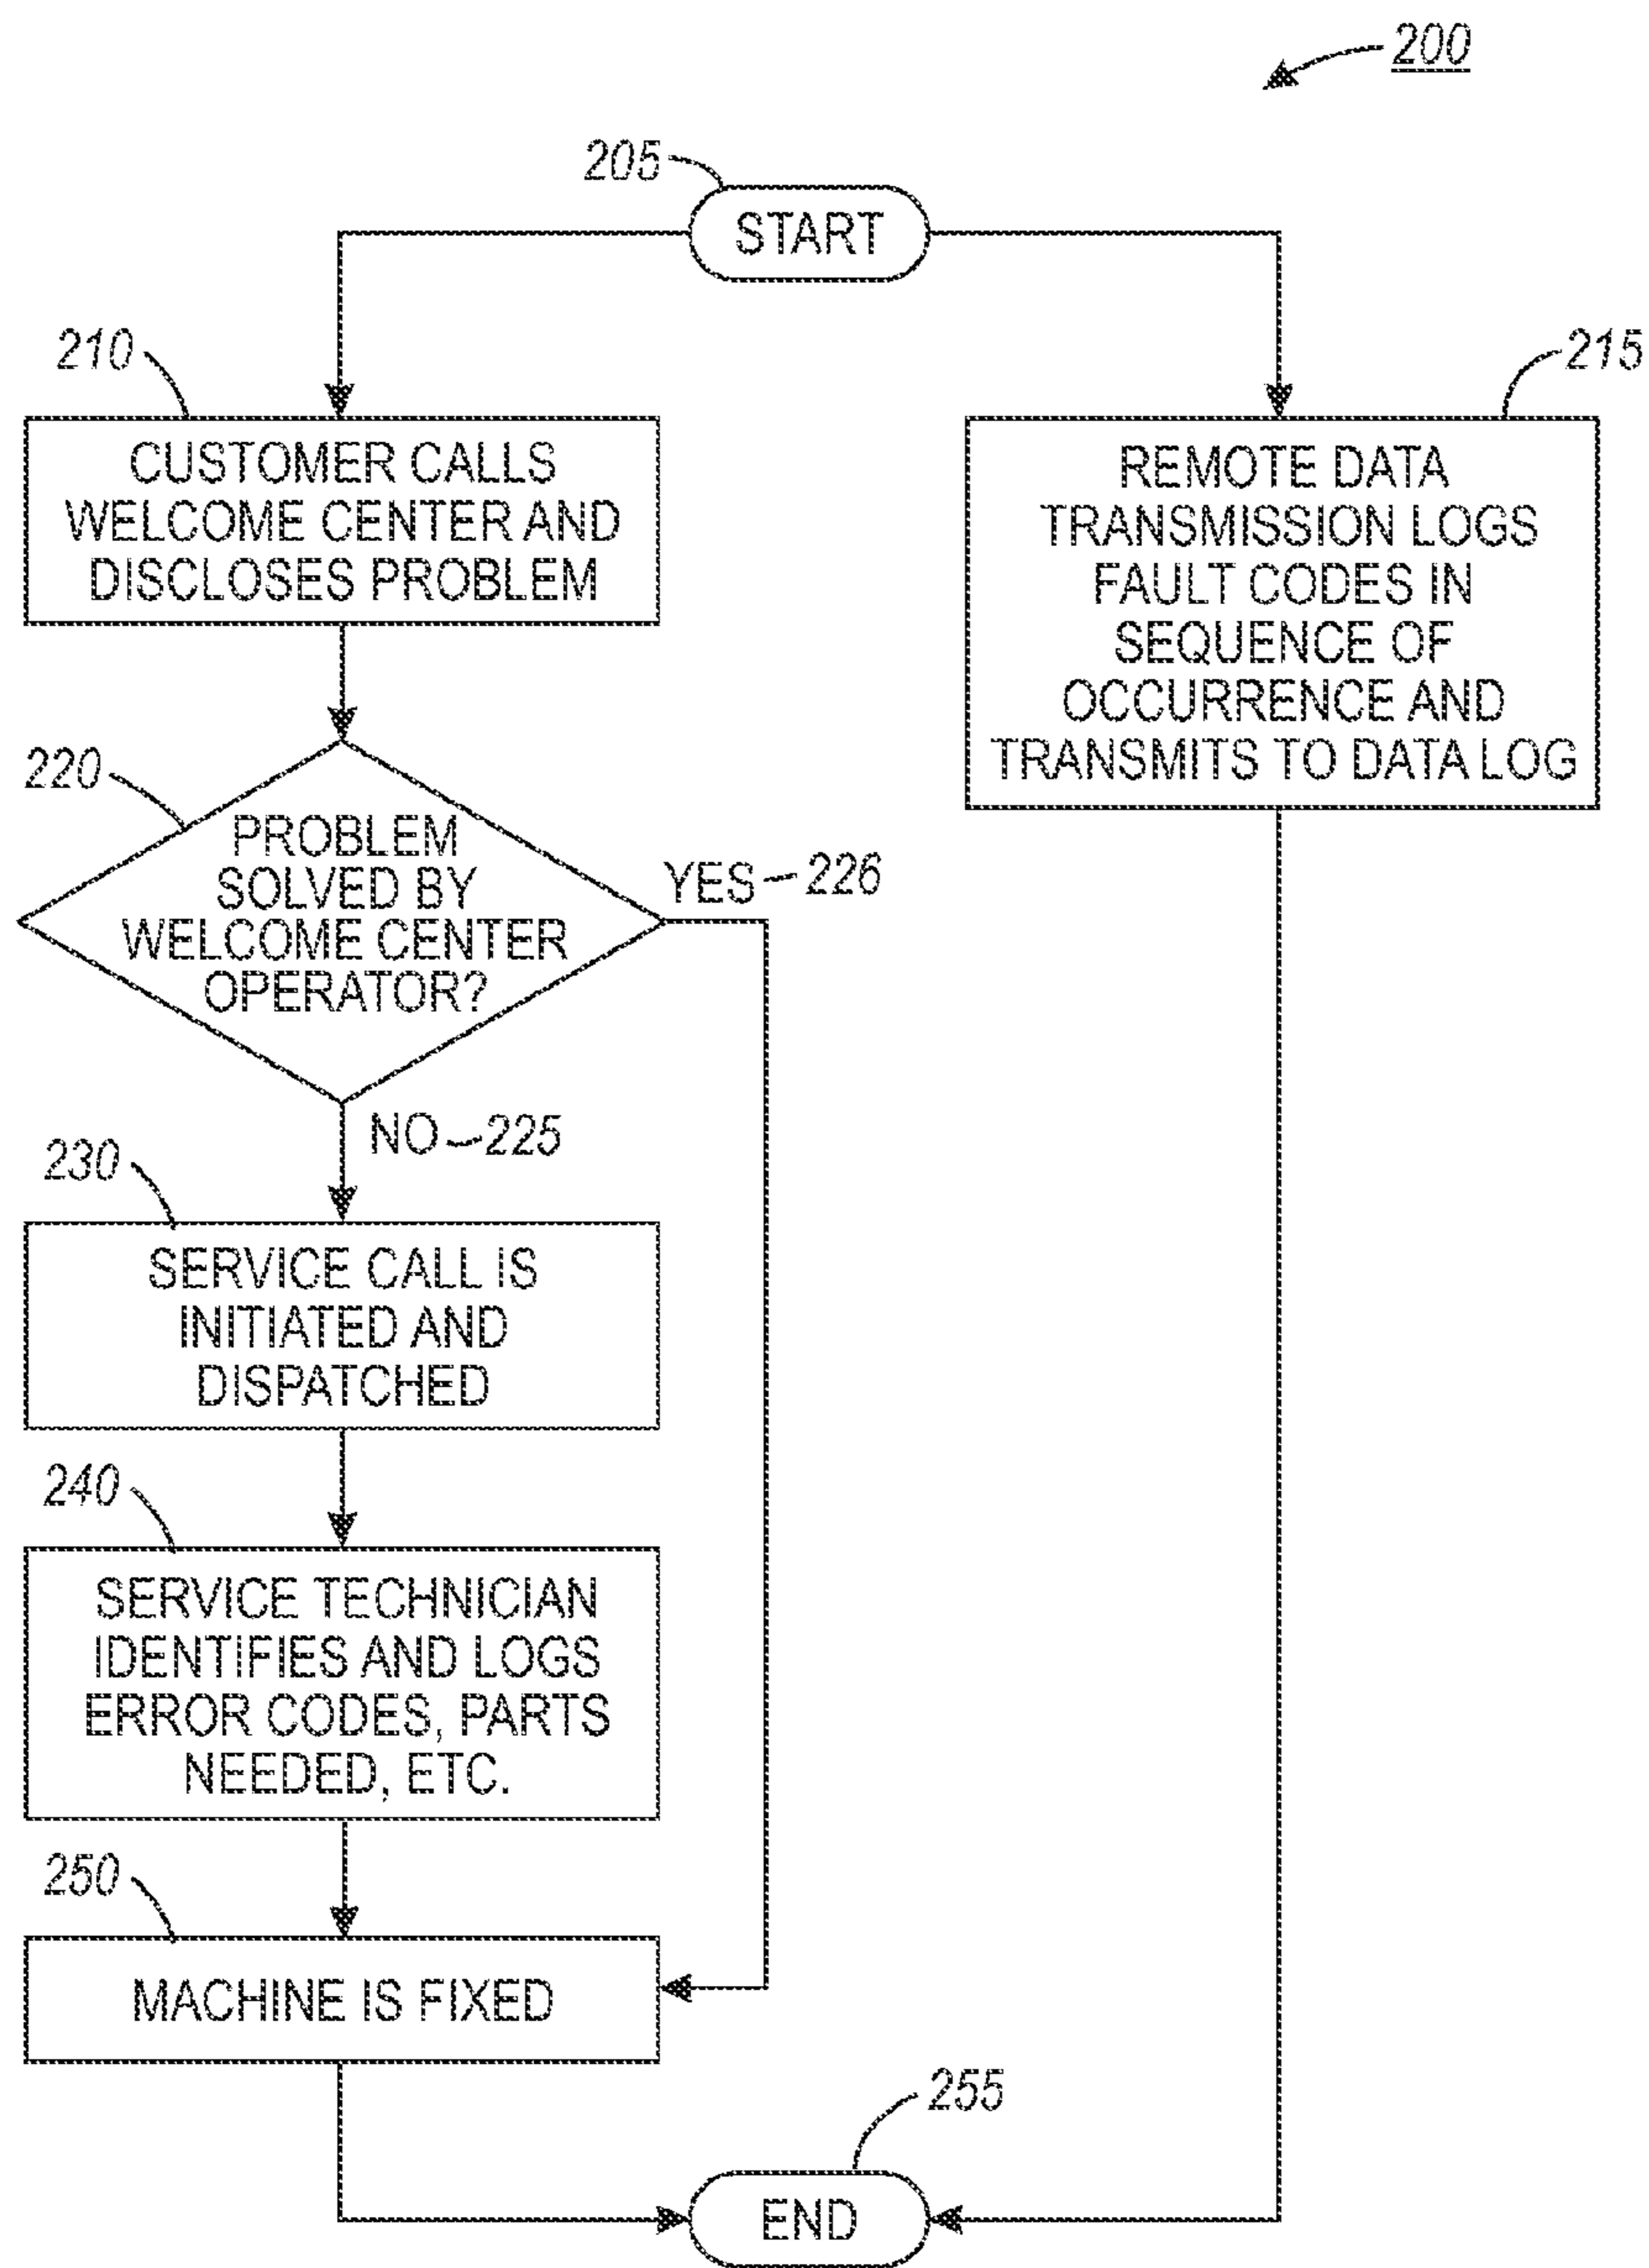 200
205
START
210
CUSTOMER CALLS
WELCOME CENTER AND
DISCLOSES PROBLEM
215
REMOTE DATA
TRANSMISSION LOGS
FAULT CODES IN
SEQUENCE OF
OCCURRENCE AND
TRANSMITS TO DATA LOG
220
PROBLEM
SOLVED BY
WELCOME CENTER
OPERATOR?
YES 226
NO 225
230
SERVICE CALL IS
INITIATED AND
DISPATCHED
240
SERVICE TECHNICIAN
IDENTIFIES AND LOGS
ERROR CODES, PARTS
NEEDED, ETC.
250
MACHINE IS FIXED
255
END